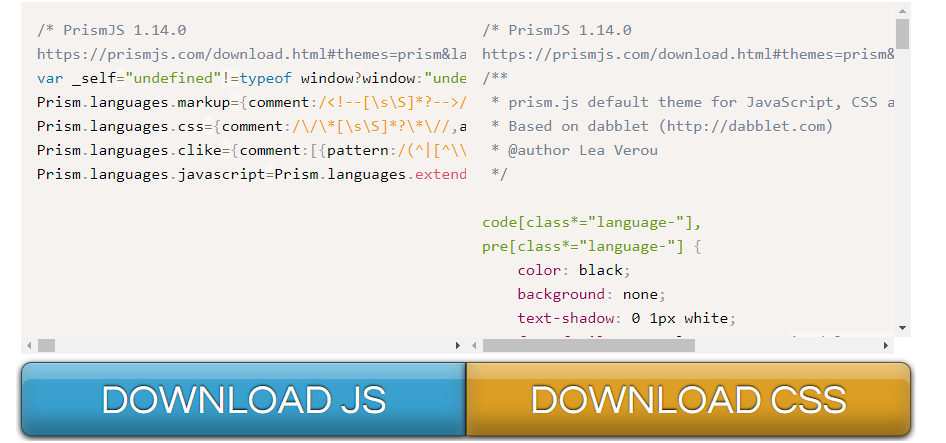 /* PrismJS 1.14.0
https://prismjs.com/download.html#themes=prism&la
var _self="undefined"!=typeof window?window:"unde
Prism.languages.markup={comment:/<!--[\s\S]*?-->/
Prism.languages.css={comment:/\/\*[\s\S]*?\*\//,a
Prism.languages.clike={comment:[{pattern:/(^|[^\\
Prism.languages.javascript=Prism.languages.extend
/* PrismJS 1.14.0
https://prismjs.com/download.html#themes=prism&
/**
 * prism.js default theme for JavaScript, CSS a
 * Based on dabblet (http://dabblet.com)
 * @author Lea Verou
 */
code[class*="language-"],
pre[class*="language-"] {
    color: black;
    background: none;
    text-shadow: 0 1px white;
DOWNLOAD JS
DOWNLOAD CSS